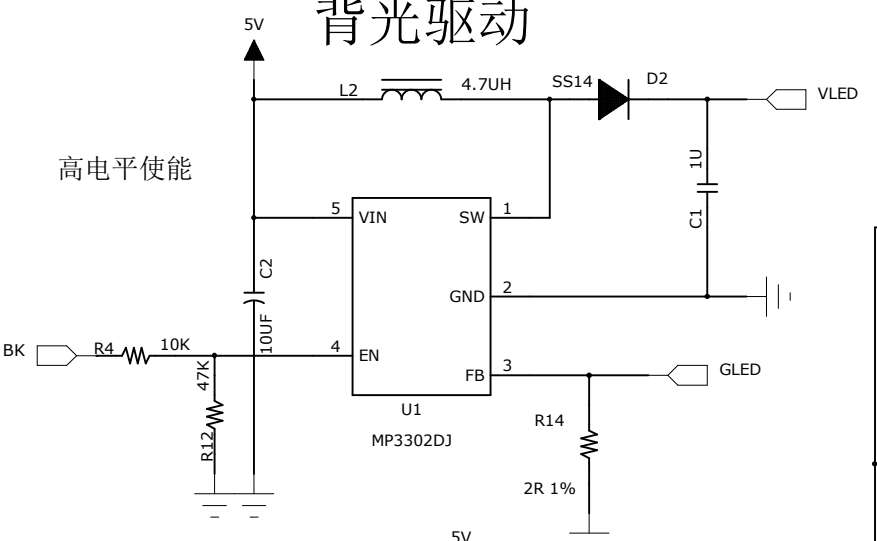 背光驱动
5V
L2
4.7UH
SS14
D2
VLED
高电平使能
1U
C1
5
VIN
SW
1
C2
10UF
GND
2
BK
R4
10K
4
EN
47K
R12
FB
3
GLED
U1
MP3302DJ
R14
2R 1%
5V